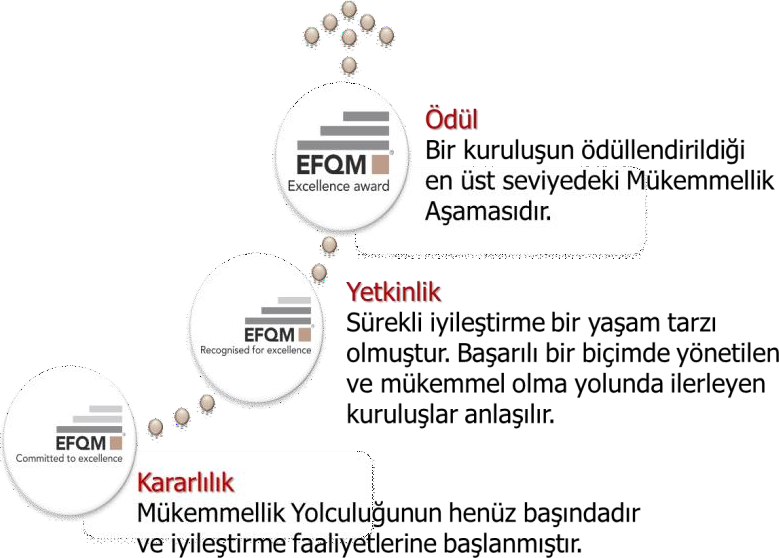 EFQM
Excellence award
Ödül
Bir kuruluşun ödüllendirildiği
en üst seviyedeki Mükemmellik
Aşamasıdır.
EFQM
Recognised for excellence
Yetkinlik
Sürekli iyileştirme bir yaşam tarzı
olmuştur. Başarılı bir biçimde yönetilen
ve mükemmel olma yolunda ilerleyen
kuruluşlar anlaşılır.
EFQM
Committed to excellence
Kararlılık
Mükemmellik Yolculuğunun henüz başındadır
ve iyileştirme faaliyetlerine başlanmıştır.